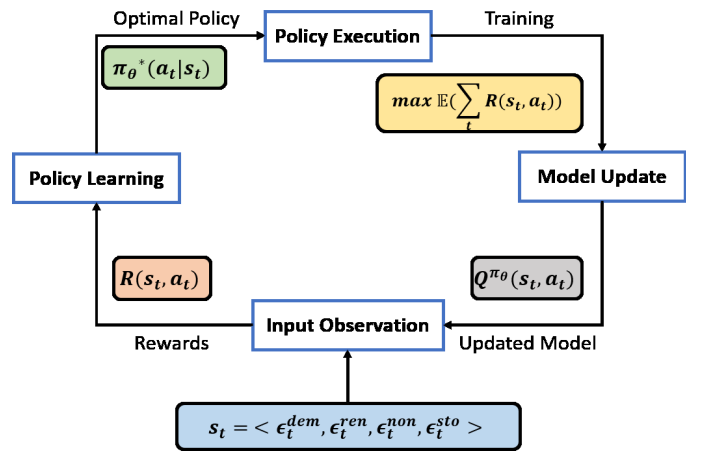 Optimal Policy
Policy Execution
Training
π_θ*(a_t|s_t)
max 𝔼(∑_t R(s_t, a_t))
Policy Learning
Model Update
R(s_t, a_t)
Q^{π_θ}(s_t, a_t)
Input Observation
Rewards
Updated Model
s_t = < ϵ_t^{dem}, ϵ_t^{ren}, ϵ_t^{non}, ϵ_t^{sto} >